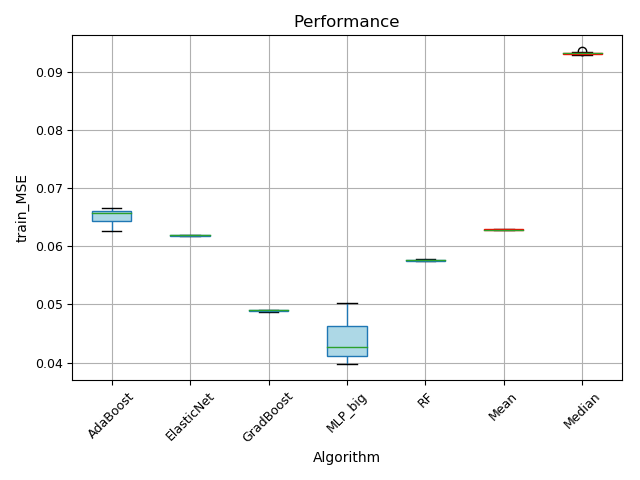 Performance
train_MSE
0.09
0.08
0.07
0.06
0.05
0.04
AdaBoost
ElasticNet
GradBoost
MLP_big
RF
Mean
Median
Algorithm